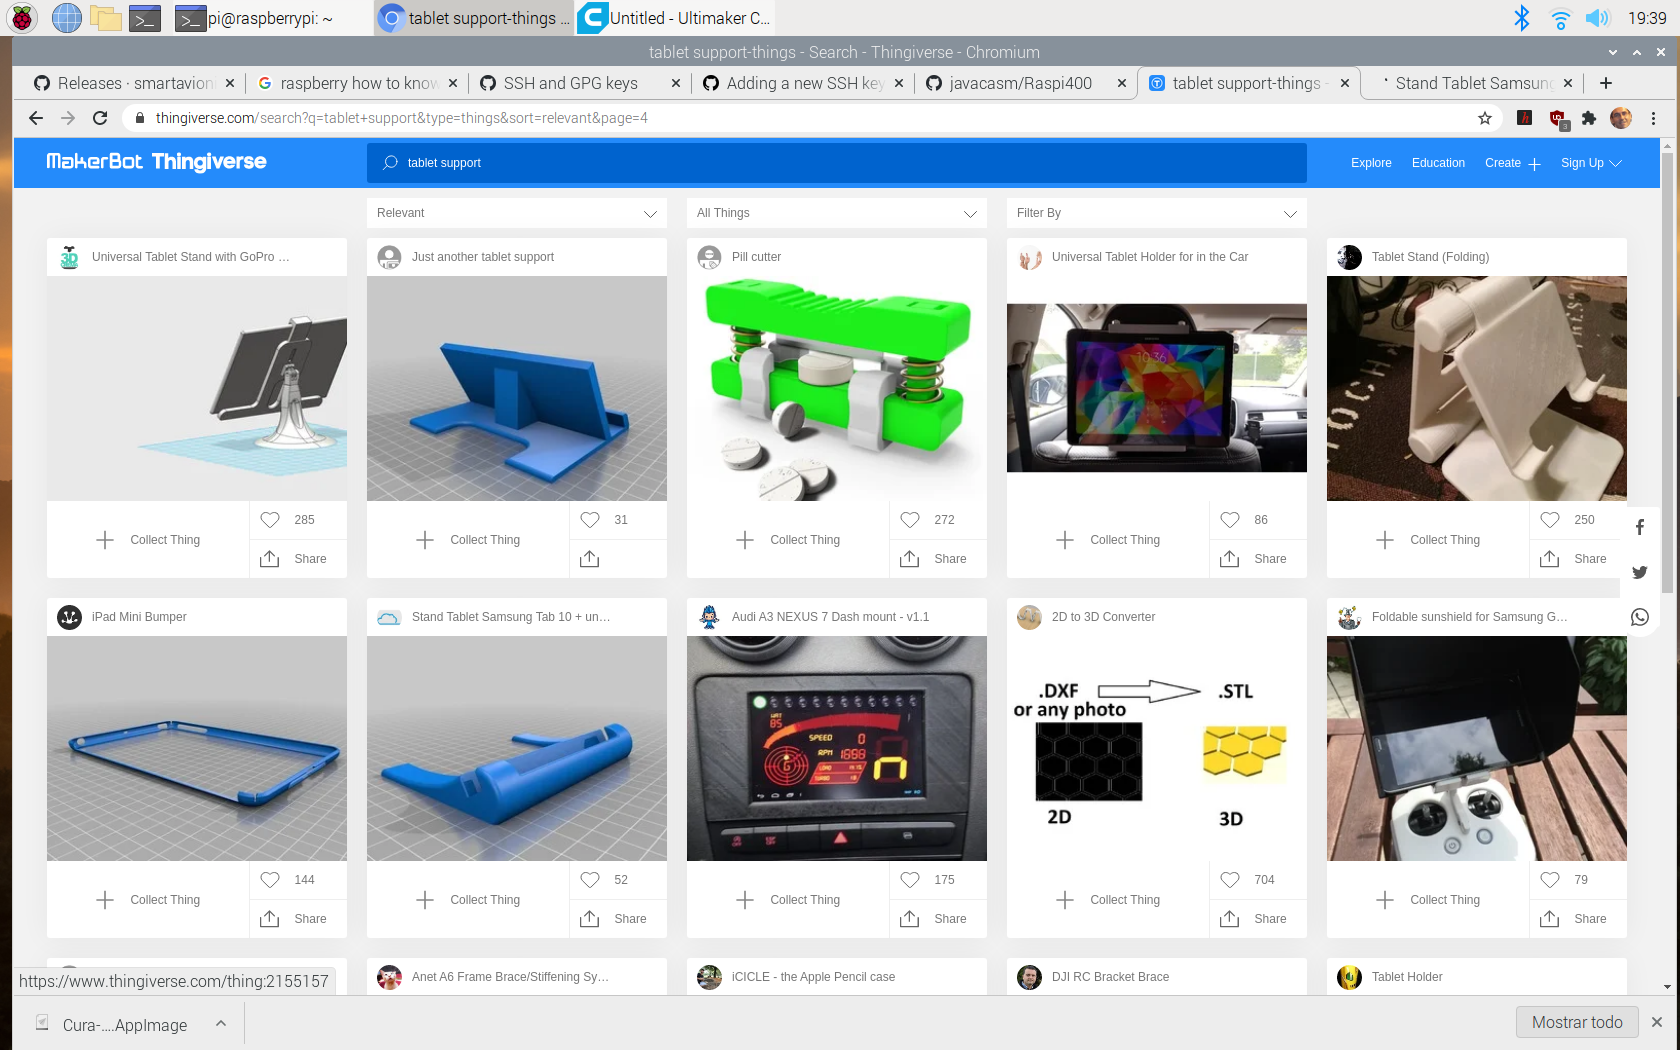 pi@raspberrypi: ~
tablet support-things ...
Untitled - Ultimaker C...
19:39
tablet support-things - Search - Thingiverse - Chromium
Releases · smartavion
raspberry how to know
SSH and GPG keys
Adding a new SSH key
javacasm/Raspi400
tablet support-things -
Stand Tablet Samsung
thingiverse.com/search?q=tablet+support&type=things&sort=relevant&page=4
3
MakerBot Thingiverse
tablet support
Explore
Education
Create
Sign Up
Relevant
All Things
Filter By
Universal Tablet Stand with GoPro ...
Just another tablet support
Pill cutter
Universal Tablet Holder for in the Car
Tablet Stand (Folding)
10:36
Collect Thing
285
Share
Collect Thing
31
Collect Thing
272
Share
Collect Thing
86
Share
Collect Thing
250
Share
iPad Mini Bumper
Stand Tablet Samsung Tab 10 + un...
Audi A3 NEXUS 7 Dash mount - v1.1
2D to 3D Converter
Foldable sunshield for Samsung G...
85
SPEED 0
RPM
.DXF
or any photo
.STL
2D
3D
Collect Thing
144
Share
Collect Thing
52
Share
Collect Thing
175
Share
Collect Thing
704
Share
Collect Thing
79
Share
Anet A6 Frame Brace/Stiffening Sy...
iCICLE - the Apple Pencil case
DJI RC Bracket Brace
Tablet Holder
https://www.thingiverse.com/thing:2155157
Cura-....AppImage
Mostrar todo